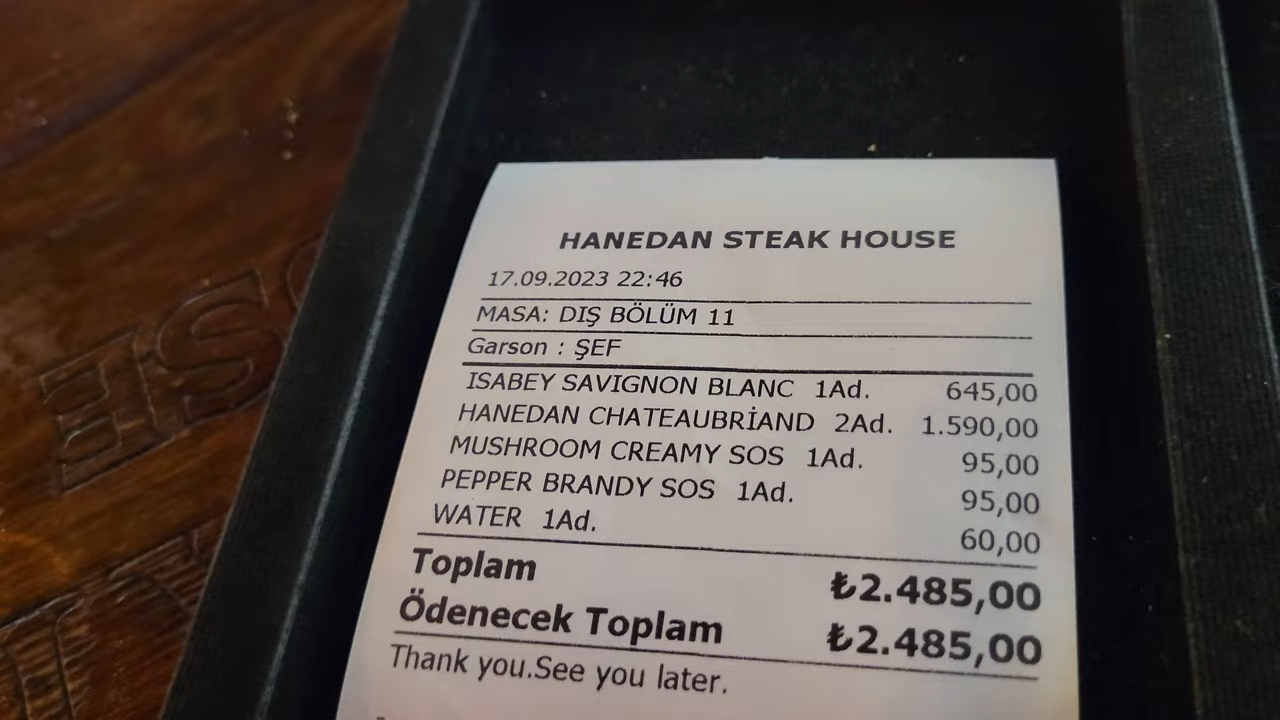 HANEDAN STEAK HOUSE
17.09.2023 22:46
MASA: DIŞ BÖLÜM 11
Garson : ŞEF
ISABEY SAVIGNON BLANC 1Ad. 645,00
HANEDAN CHATEAUBRİAND 2Ad. 1.590,00
MUSHROOM CREAMY SOS 1Ad. 95,00
PEPPER BRANDY SOS 1Ad. 95,00
WATER 1Ad. 60,00
Toplam ₺2.485,00
Ödenecek Toplam ₺2.485,00
Thank you.See you later.